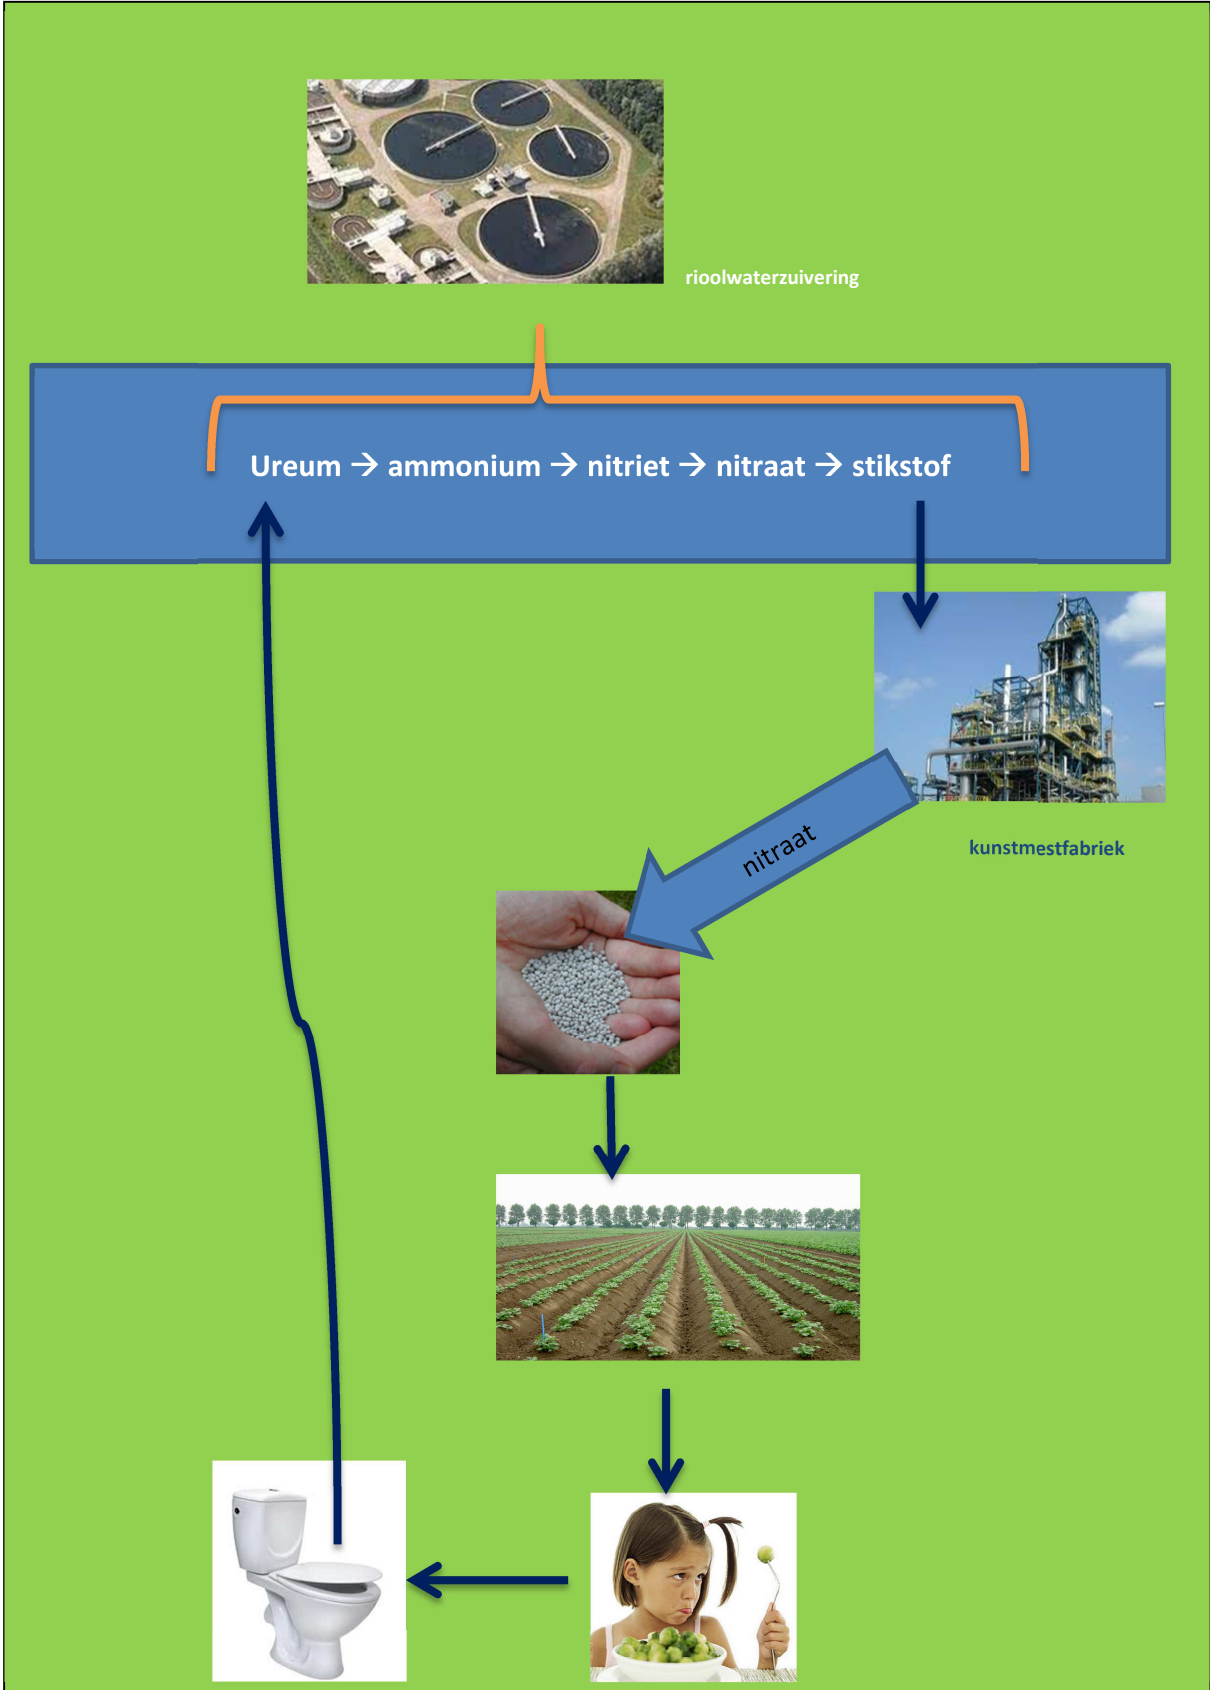 rioolwaterzuivering
Ureum → ammonium → nitriet → nitraat → stikstof
nitraat
kunstmestfabriek